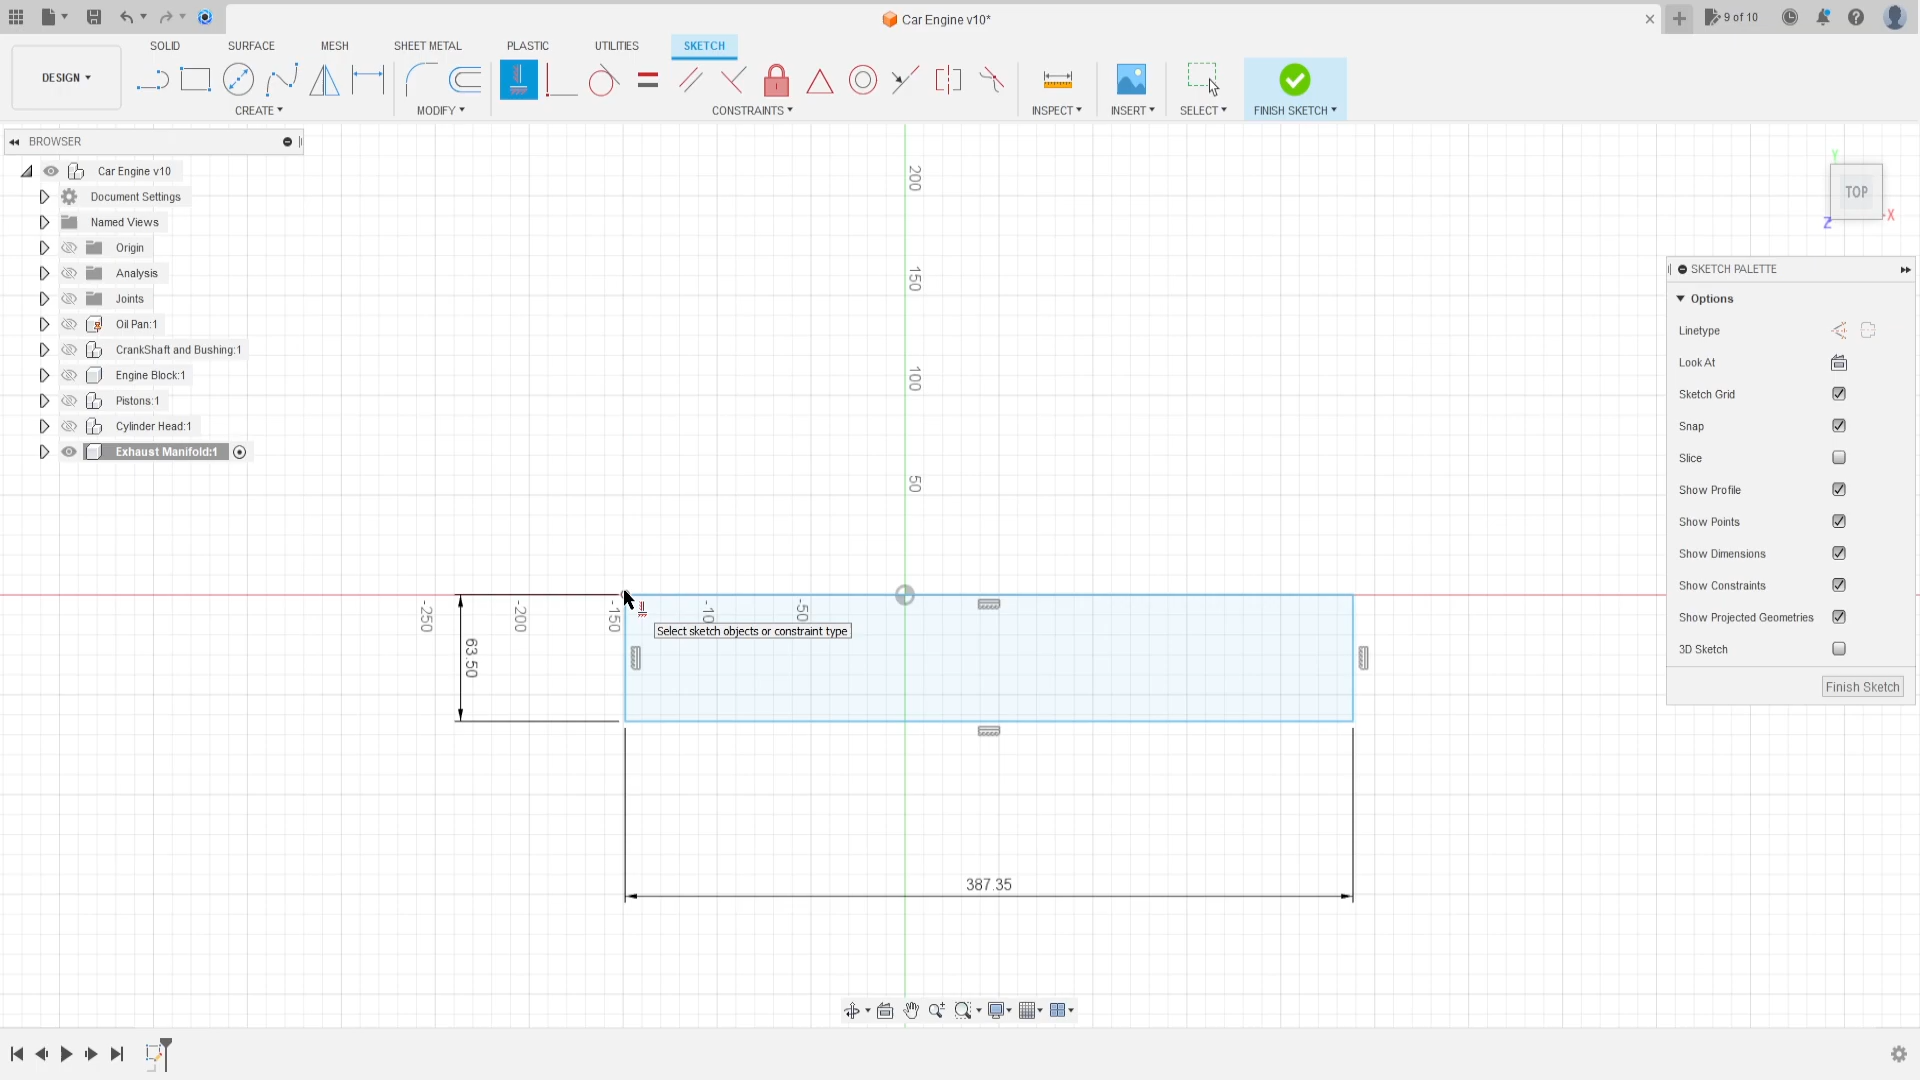 Car Engine v10*
9 of 10
DESIGN
SOLID
SURFACE
MESH
SHEET METAL
PLASTIC
UTILITIES
SKETCH
CREATE
MODIFY
CONSTRAINTS
INSPECT
INSERT
SELECT
FINISH SKETCH
BROWSER
Car Engine v10
Document Settings
Named Views
Origin
Analysis
Joints
Oil Pan:1
CrankShaft and Bushing:1
Engine Block:1
Pistons:1
Cylinder Head:1
Exhaust Manifold:1
200
150
100
50
-250
-200
-150
-10
-50
63.50
387.35
Select sketch objects or constraint type
Y
TOP
X
Z
SKETCH PALETTE
Options
Linetype
Look At
Sketch Grid
Snap
Slice
Show Profile
Show Points
Show Dimensions
Show Constraints
Show Projected Geometries
3D Sketch
Finish Sketch